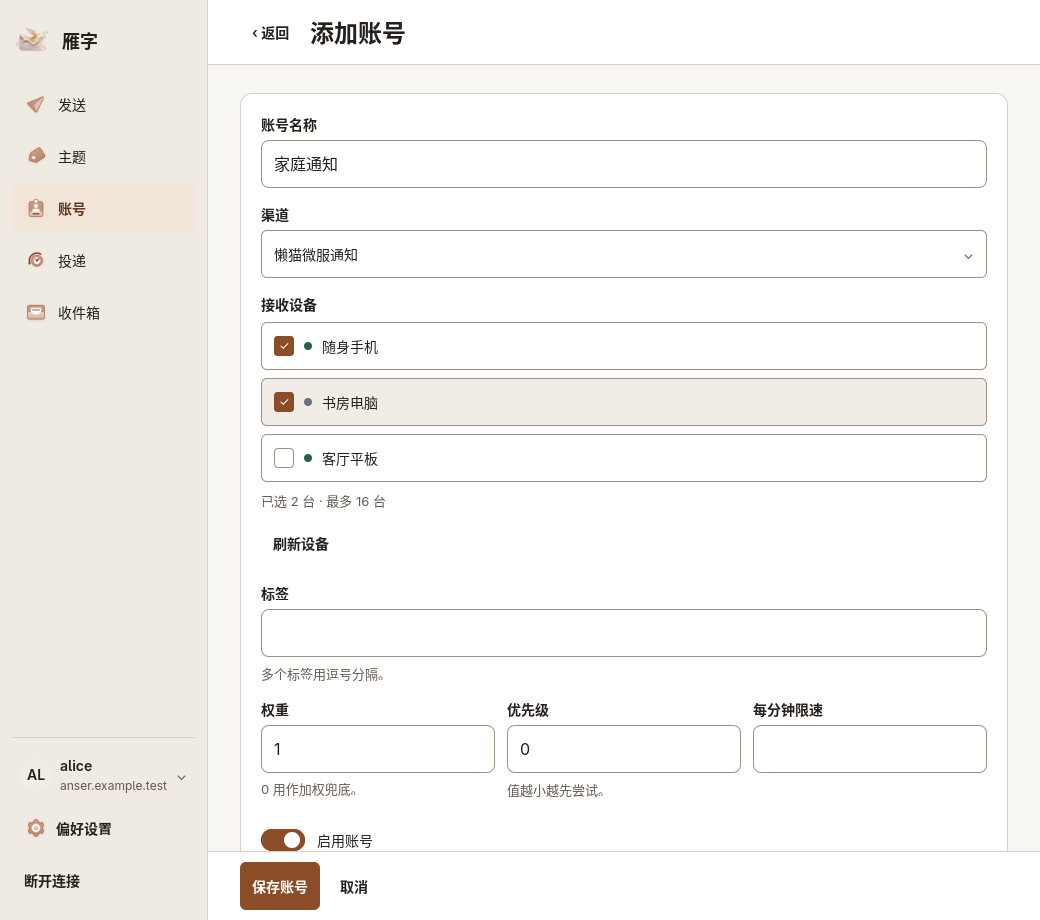 雁字
发送
主题
账号
投递
收件箱
AL
alice
anser.example.test
偏好设置
断开连接
‹ 返回
添加账号
账号名称
家庭通知
渠道
懒猫微服通知
接收设备
随身手机
书房电脑
客厅平板
已选 2 台 · 最多 16 台
刷新设备
标签
多个标签用逗号分隔。
权重
优先级
每分钟限速
1
0
0 用作加权兜底。
值越小越先尝试。
启用账号
保存账号
取消